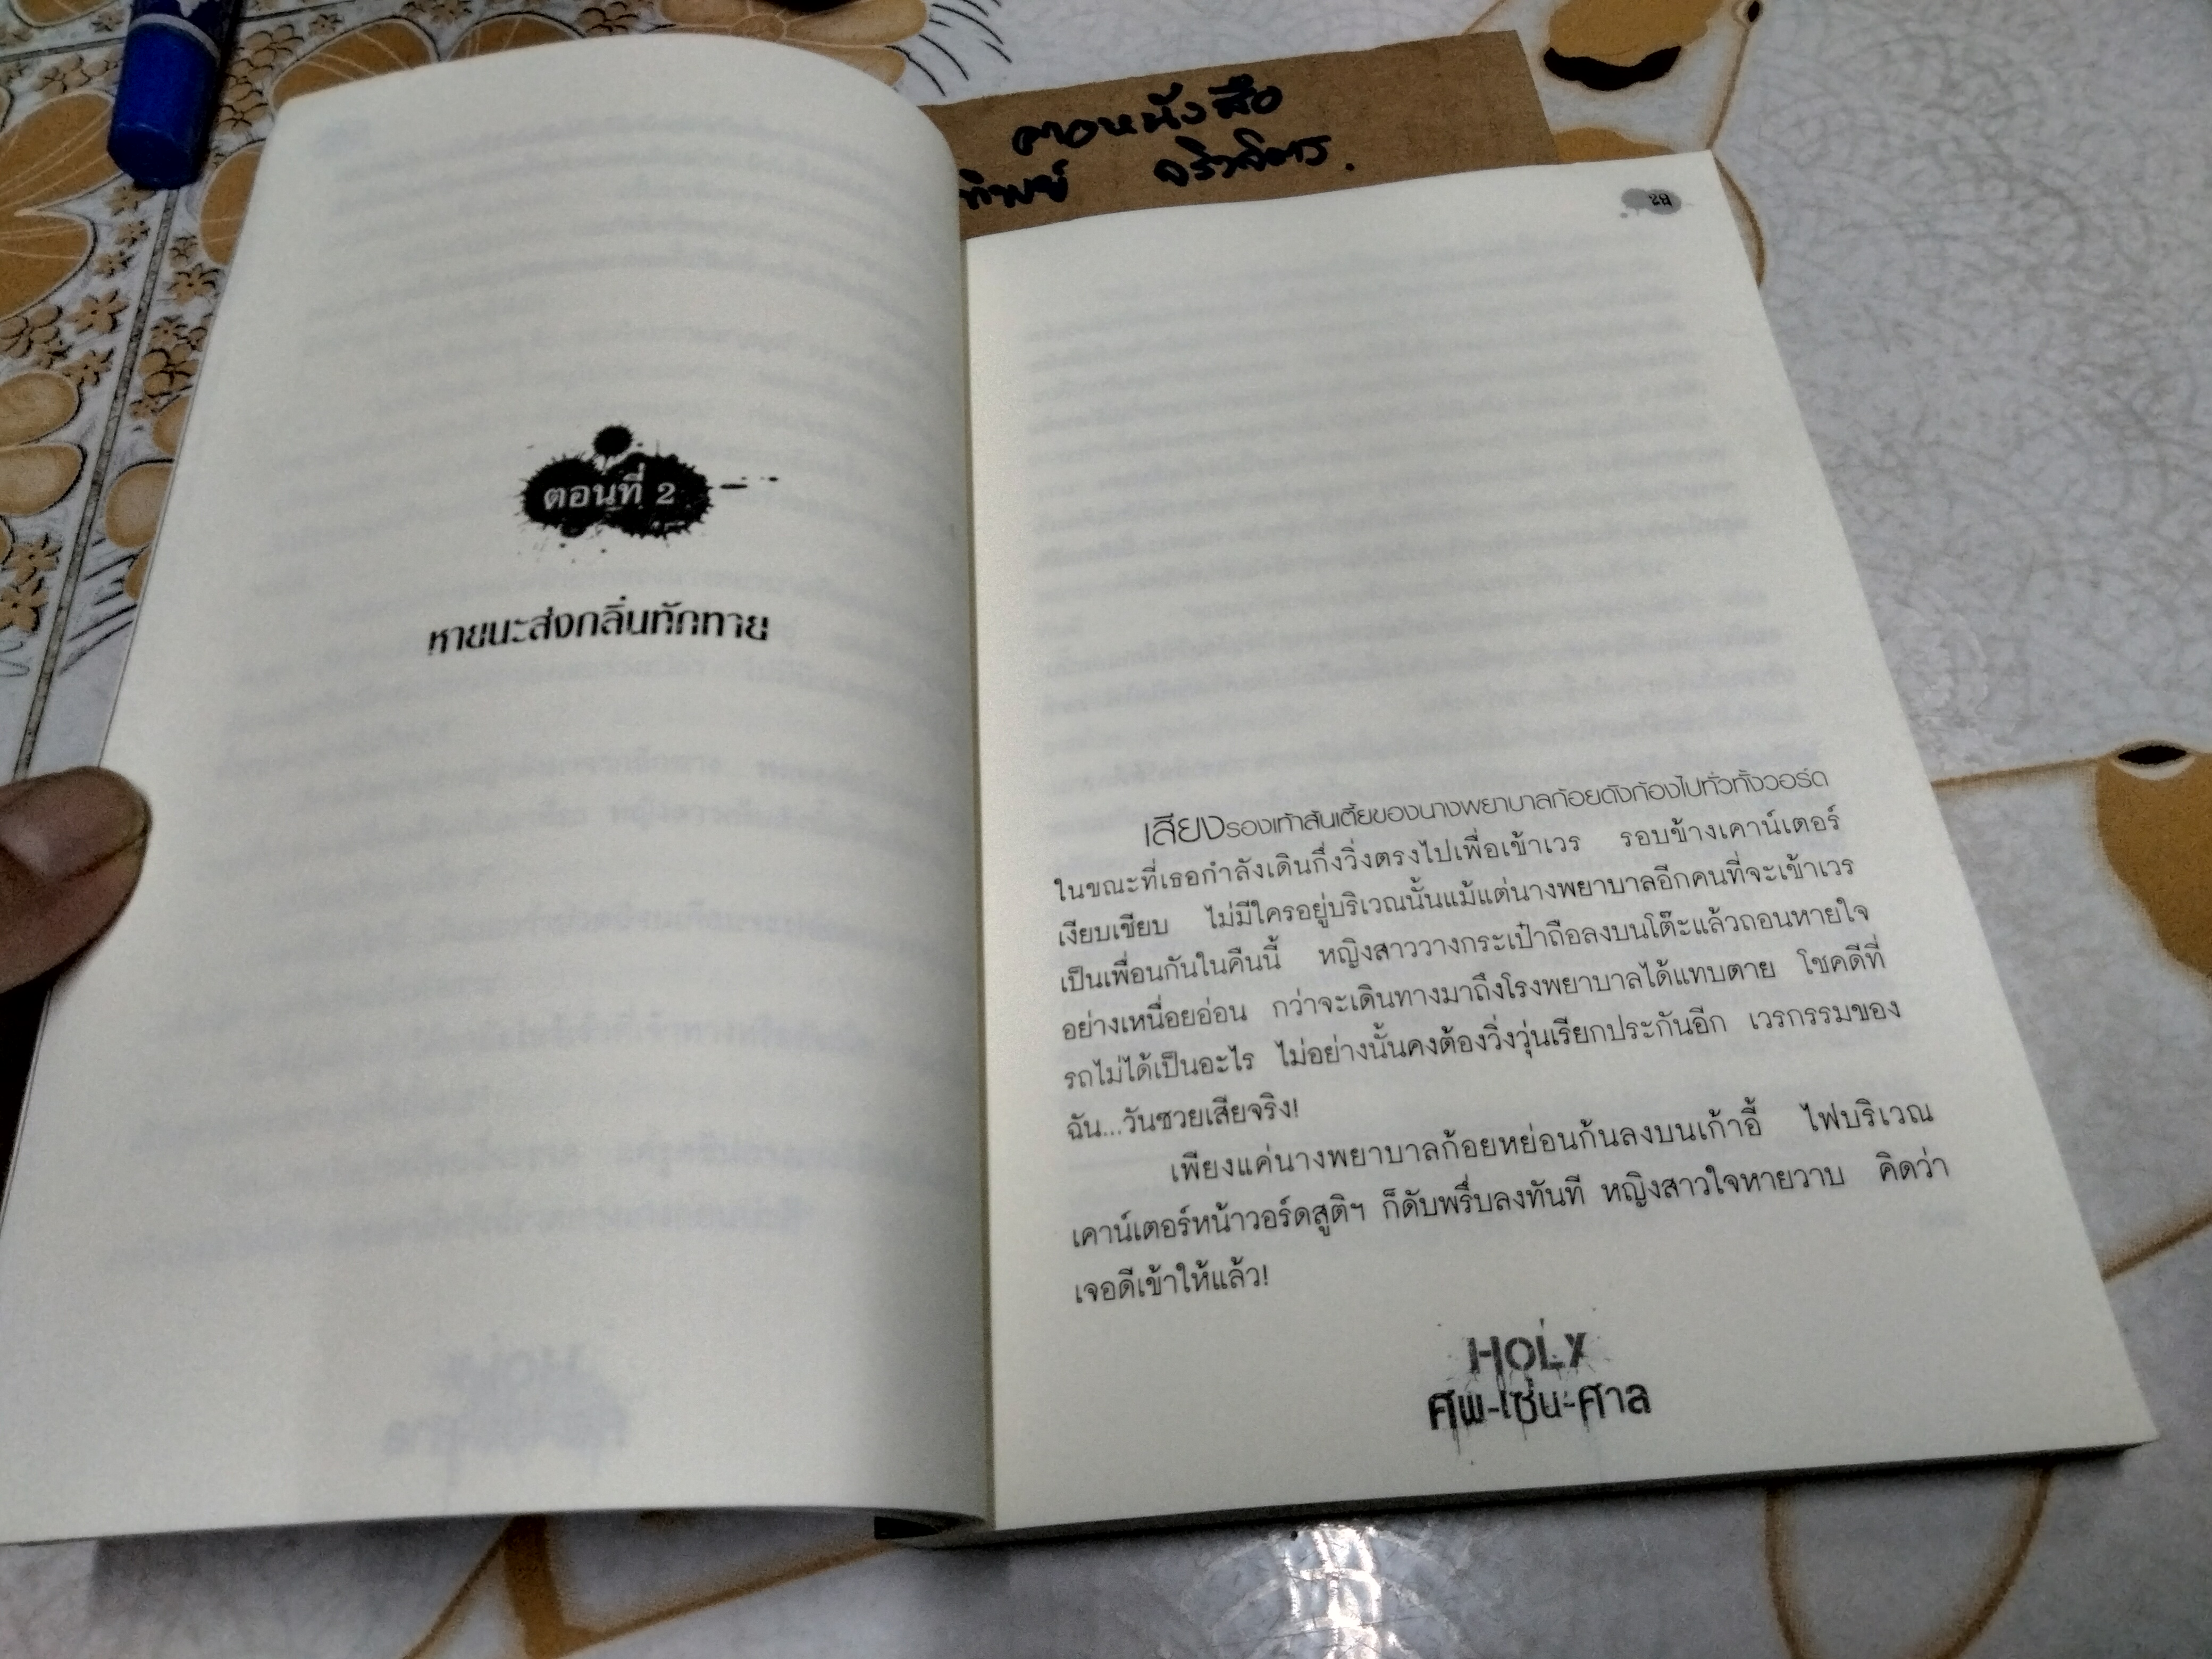 ตอนที่ 2
หายนะส่งกลิ่นทักทาย
หนังสือ
ทิพย์
เสียงรองเท้าส้นเตี้ยของนางพยาบาลก้อยดังก้องไปทั่วทั้งวอร์ด
ในขณะที่เธอกำลังเดินกึ่งวิ่งตรงไปเพื่อเข้าเวร รอบข้างเคาน์เตอร์
เงียบเชียบ ไม่มีใครอยู่บริเวณนั้นแม้แต่นางพยาบาลอีกคนที่จะเข้าเวร
เป็นเพื่อนกันในคืนนี้ หญิงสาววางกระเป๋าถือลงบนโต๊ะแล้วถอนหายใจ
อย่างเหนื่อยอ่อน กว่าจะเดินทางมาถึงโรงพยาบาลได้แทบตาย โชคดีที่
รถไม่ได้เป็นอะไร ไม่อย่างนั้นคงต้องวิ่งวุ่นเรียกประกันอีก เวรกรรมของ
ฉัน...วันซวยเสียจริง!
เพียงแค่นางพยาบาลก้อยหย่อนก้นลงบนเก้าอี้ ไฟบริเวณ
เคาน์เตอร์หน้าวอร์ดสูติฯ ก็ดับพรึ่บลงทันที หญิงสาวใจหายวาบ คิดว่า
เจอดีเข้าให้แล้ว!
HOLY
ศพ-เซ่น-ศาล